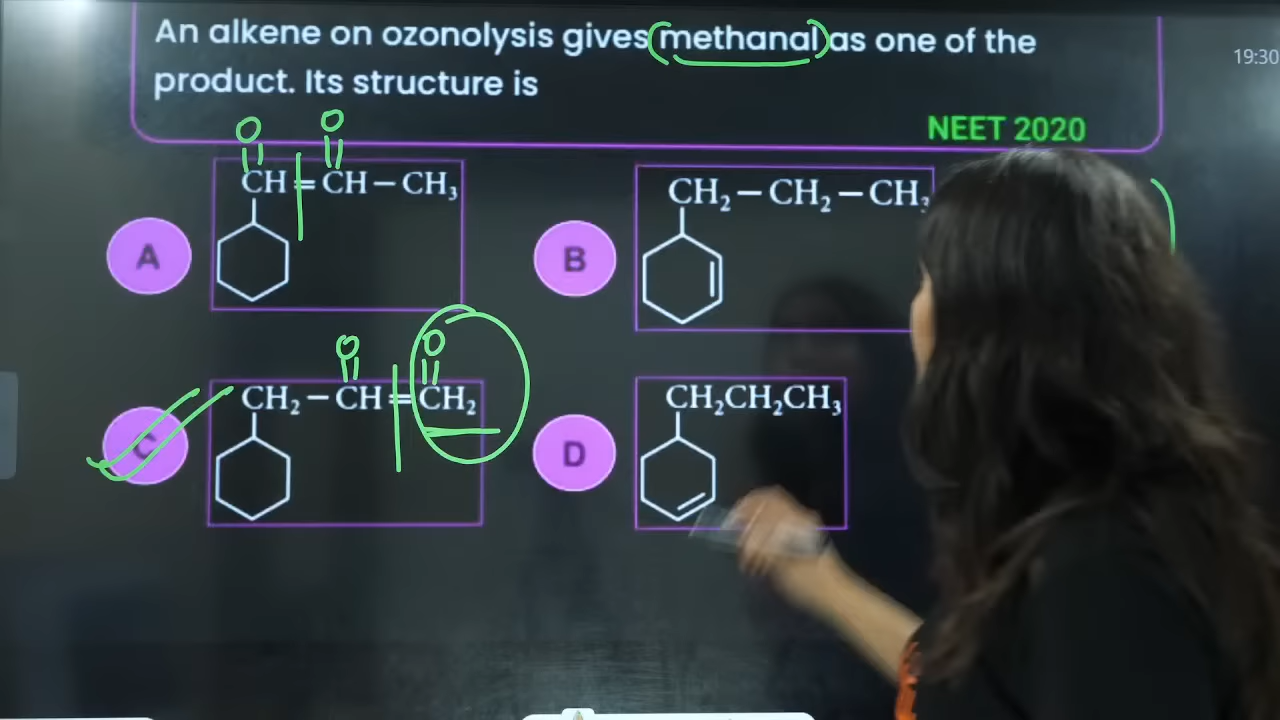 An alkene on ozonolysis gives methanal as one of the
product. Its structure is
19:30
NEET 2020
O O
A
CH = CH – CH₃
B
CH₂ – CH₂ – CH₃
O O
C
CH₂ – CH = CH₂
D
CH₂CH₂CH₃